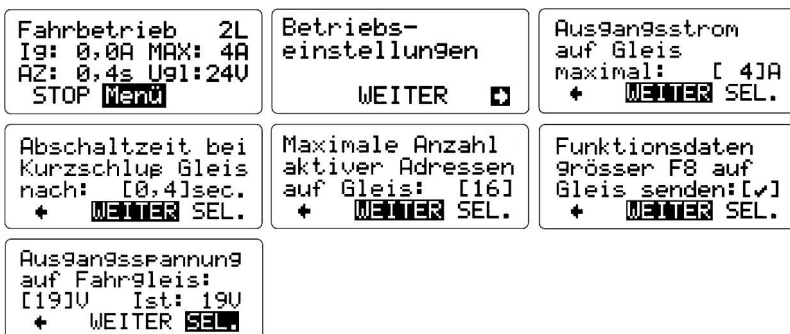 Fahrbetrieb 2L
Ig: 0,0A MAX: 4A
AZ: 0,4s Ugl:24V
STOP Menü
Betriebs-
einstellungen
WEITER →
Ausgangsstrom
auf Gleis
maximal: [ 4]A
← WEITER SEL.
Abschaltzeit bei
Kurzschluß Gleis
nach: [0,4]sec.
← WEITER SEL.
Maximale Anzahl
aktiver Adressen
auf Gleis: [16]
← WEITER SEL.
Funktionsdaten
grösser F8 auf
Gleis senden:[✓]
← WEITER SEL.
Ausgangsspannung
auf Fahrgleis:
[19]V Ist: 19V
← WEITER SEL.